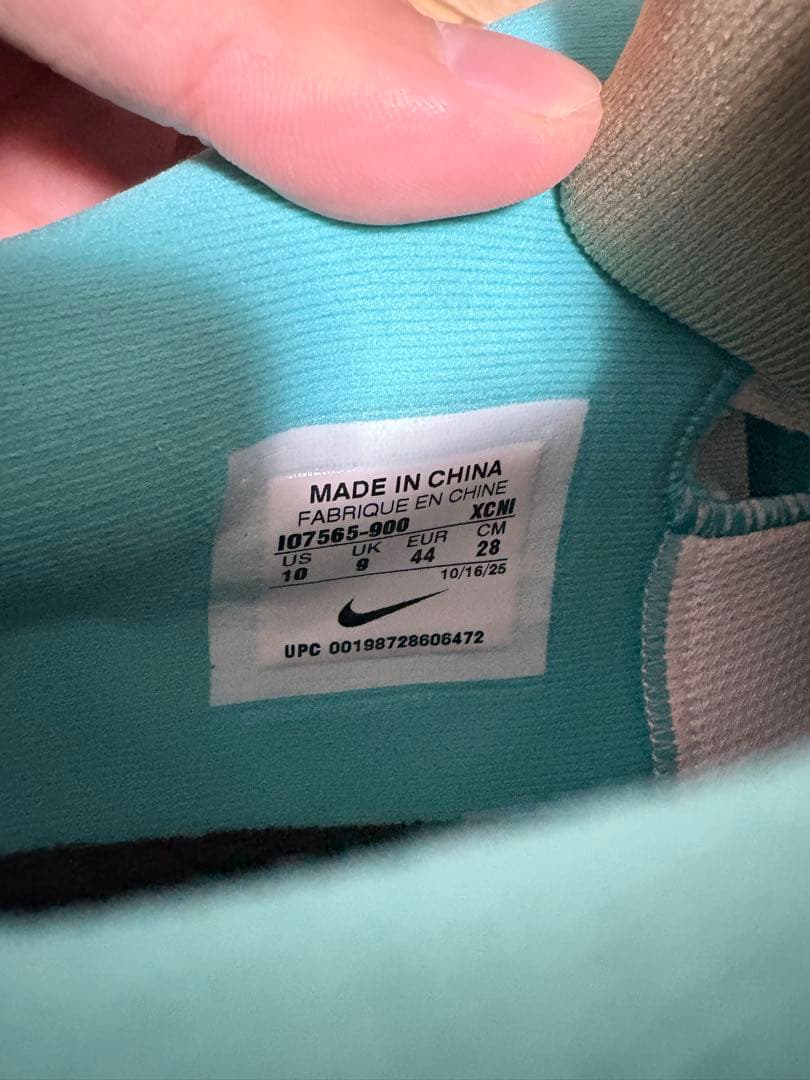 MADE IN CHINA
FABRIQUE EN CHINE
IO7565-900 XCNI
US UK EUR CM
10 9 44 28
10/16/25
UPC 00198728606472